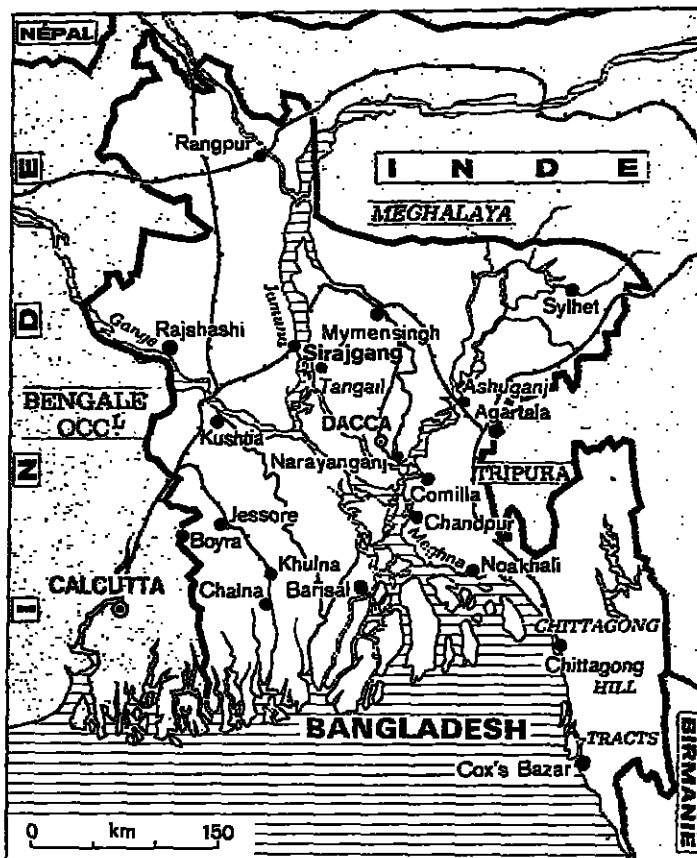 NÉPAL
Rangpur
I N D E
MEGHALAYA
Sylhet
Gange
Rajshashi
Jamuna
Mymensingh
Sirajgang
Tangail
Ashuganj
Agartala
BENGALE
OCC^L
Kushtia
DACCA
Narayanganj
Comilla
TRIPURA
Chandpur
Jessore
Boyra
Meghna
Noakhali
Khulna
CALCUTTA
Chalna
Barisal
CHITTAGONG
Chittagong
HILL
BANGLADESH
TRACTS
Cox's Bazar
BIRMANIE
I N D E
0 km 150